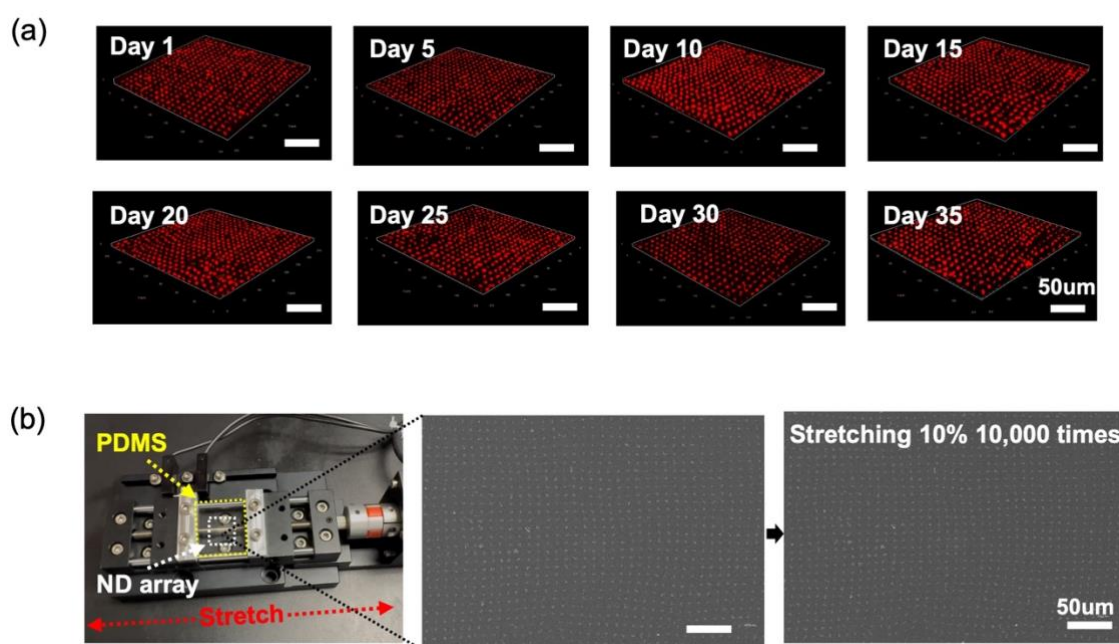 (a)
Day 1
Day 5
Day 10
Day 15
Day 20
Day 25
Day 30
Day 35
50um
(b)
PDMS
ND array
Stretch
Stretching 10% 10,000 times
50um